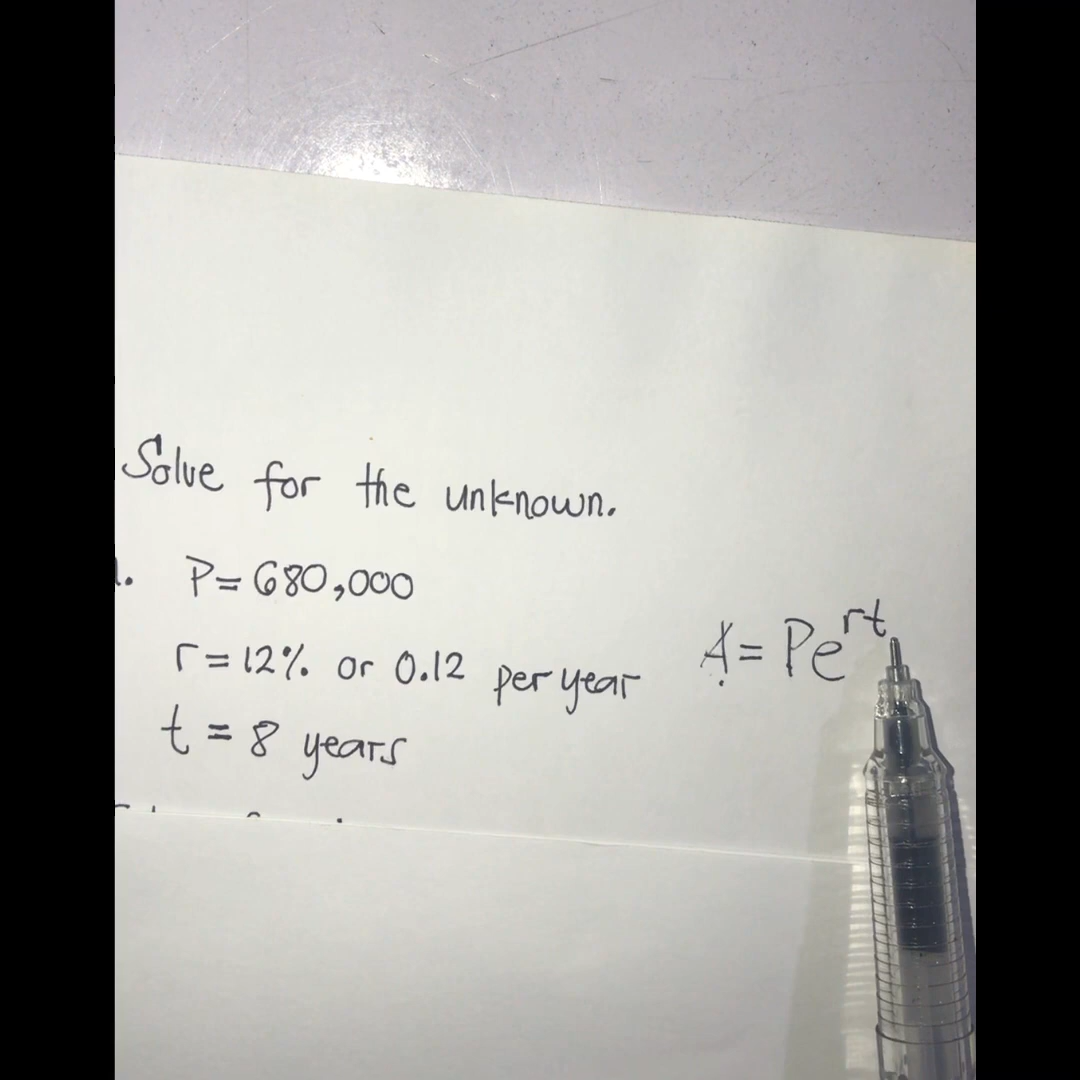 Solve for the unknown.
. P=680,000
r=12% or 0.12 per year
A=Pe^rt
t=8 years